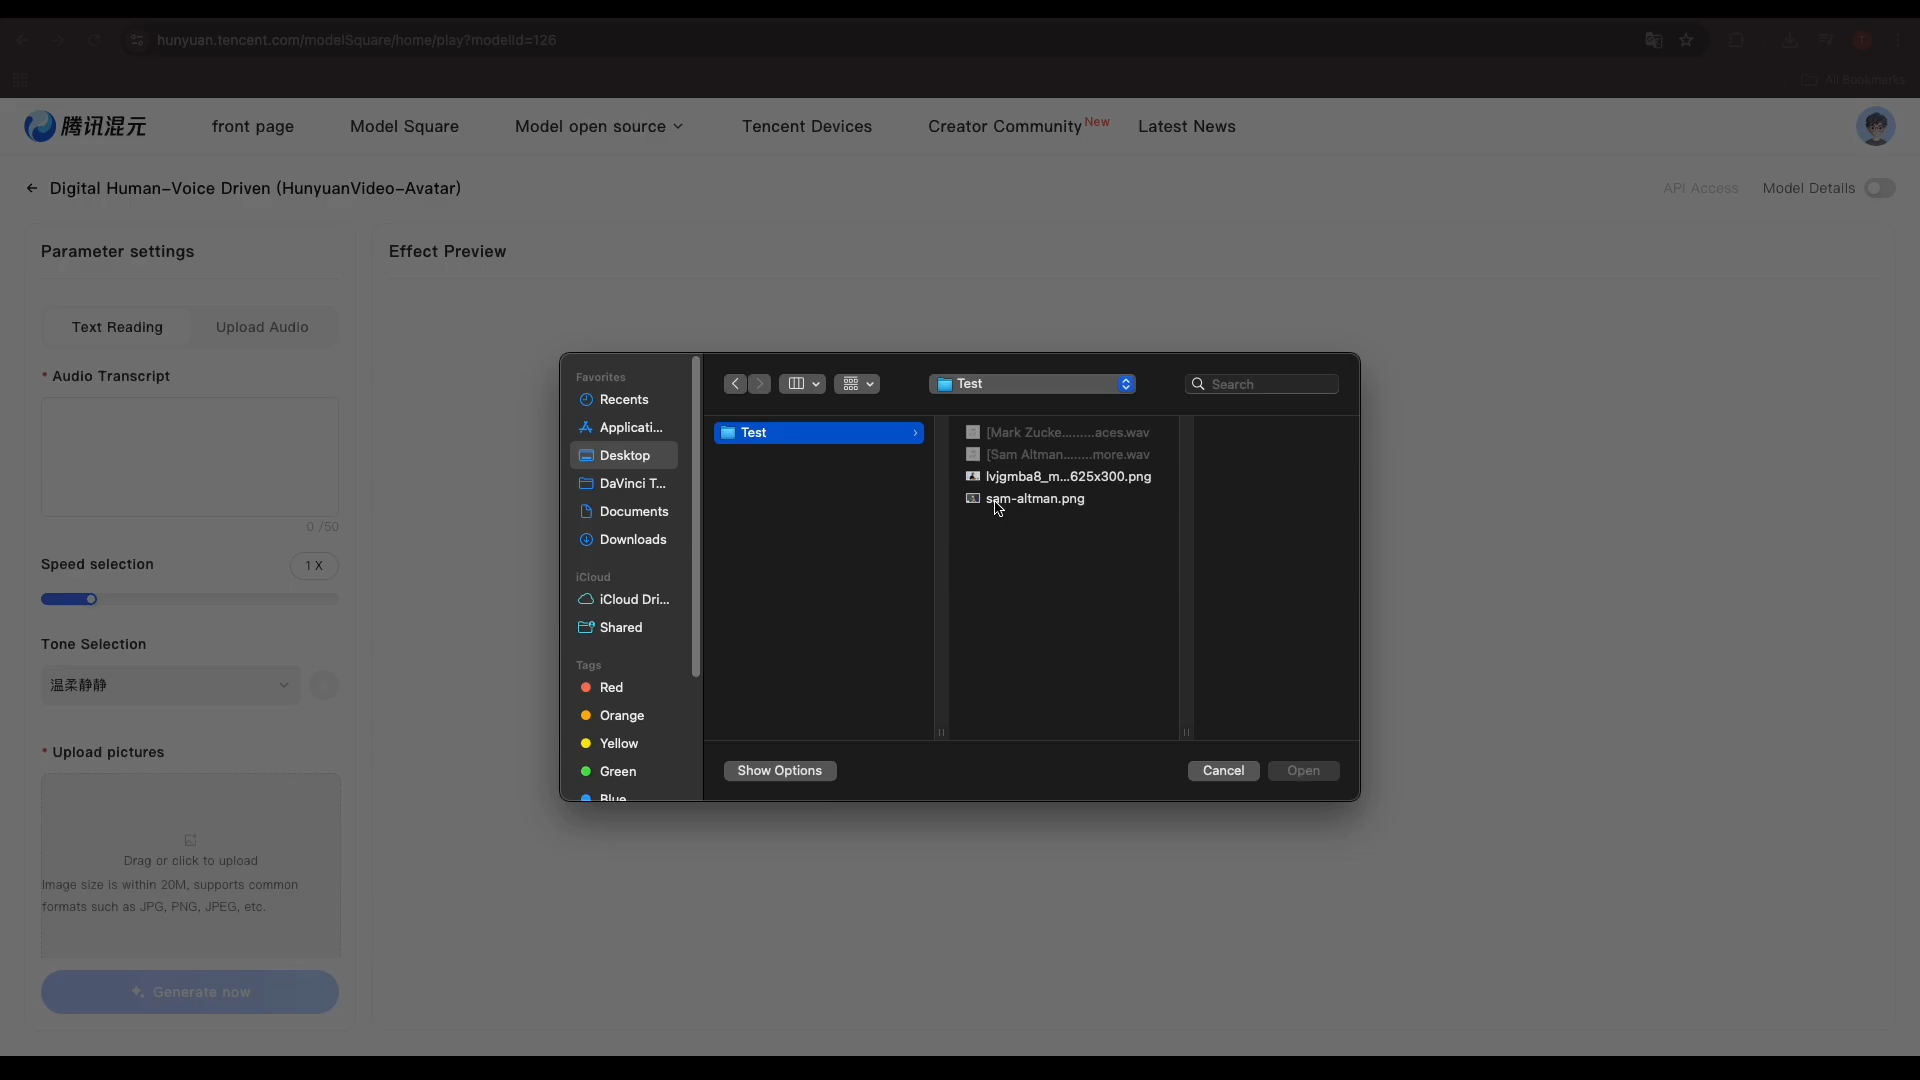 hunyuan.tencent.com/modelSquare/home/play?modelId=126
T
All Bookmarks
腾讯混元
front page
Model Square
Model open source
Tencent Devices
Creator Community New
Latest News
Digital Human-Voice Driven (HunyuanVideo-Avatar)
API Access
Model Details
Parameter settings
Effect Preview
Text Reading
Upload Audio
* Audio Transcript
0 /50
Speed selection
1 X
Tone Selection
温柔静静
* Upload pictures
Drag or click to upload
Image size is within 20M, supports common
formats such as JPG, PNG, JPEG, etc.
Generate now
Favorites
Recents
Applicati...
Desktop
DaVinci T...
Documents
Downloads
iCloud
iCloud Dri...
Shared
Tags
Red
Orange
Yellow
Green
Blue
Test
Search
Test
[Mark Zucke........aces.wav
[Sam Altman.......more.wav
lvjgmba8_m...625x300.png
sam-altman.png
Show Options
Cancel
Open